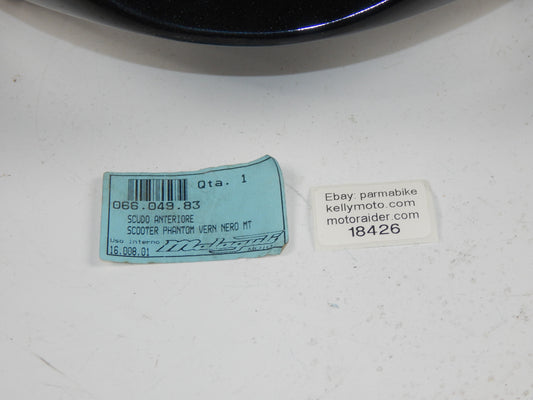 Qta. 1
066.049.83
SCUDO ANTERIORE
SCOOTER PHANTOM VERN NERO MT
Uso interno
16.008.01
Malaguti
Ebay: parmabike
kellymoto.com
motoraider.com
18426